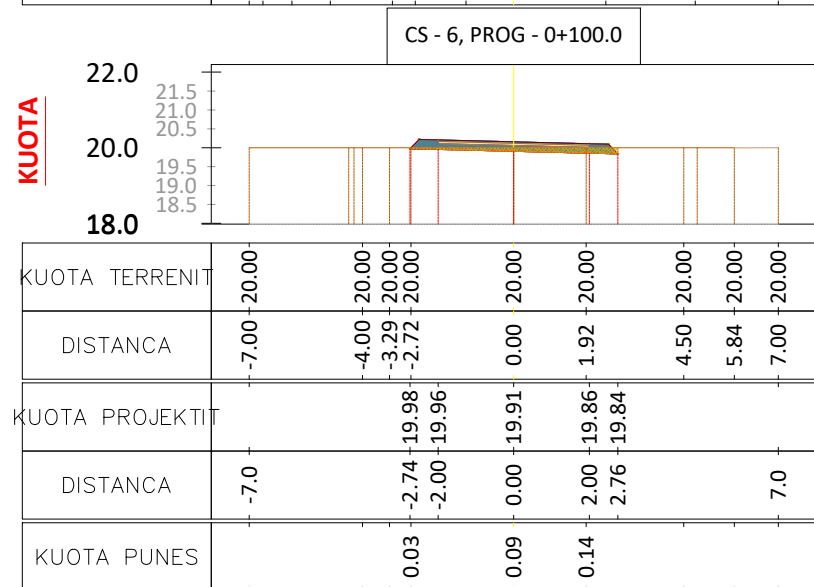 CS - 6, PROG - 0+100.0
KUOTA
22.0
21.5
21.0
20.5
20.0
19.5
19.0
18.5
18.0
KUOTA TERRENIT 20.00 20.00 20.00 20.00 20.00 20.00 20.00 20.00 20.00
DISTANCA -7.00 -4.00 -3.29 -2.72 0.00 1.92 4.50 5.84 7.00
KUOTA PROJEKTIT 19.98 19.96 19.91 19.86 19.84
DISTANCA -7.0 -2.74 -2.00 0.00 2.00 2.76 7.0
KUOTA PUNES 0.03 0.09 0.14